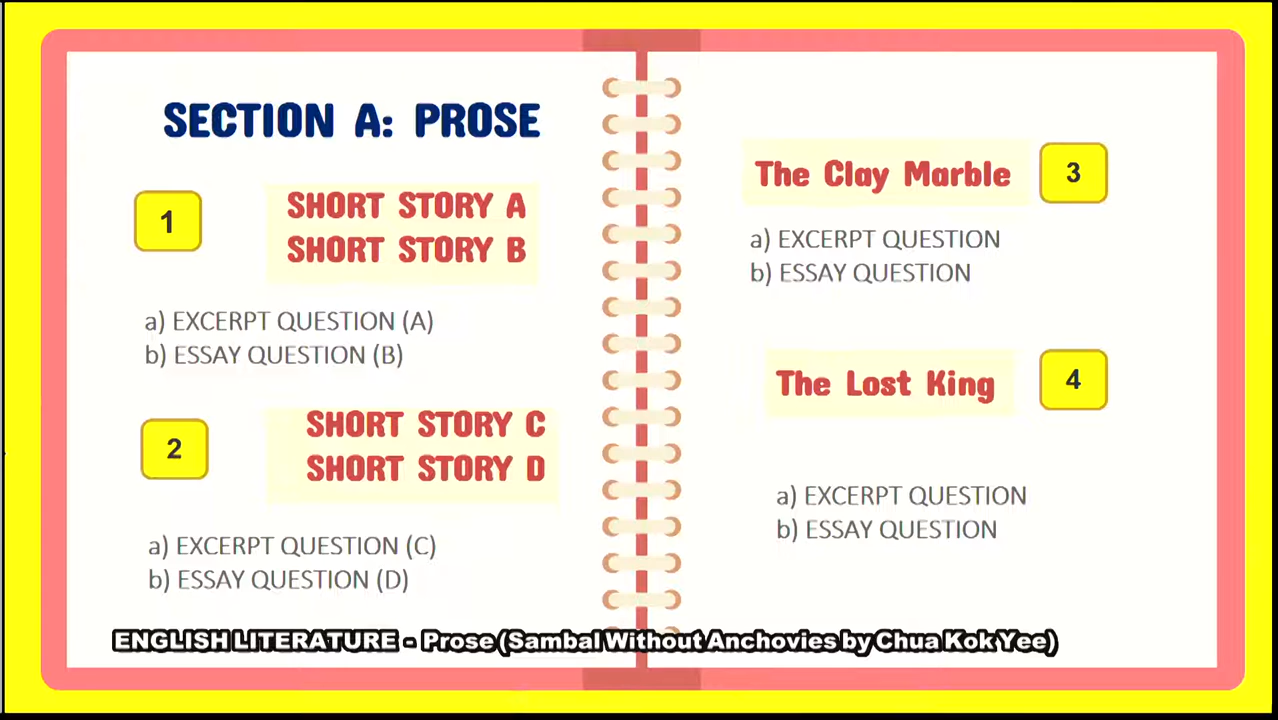 SECTION A: PROSE
1
SHORT STORY A
SHORT STORY B
a) EXCERPT QUESTION (A)
b) ESSAY QUESTION (B)
2
SHORT STORY C
SHORT STORY D
a) EXCERPT QUESTION (C)
b) ESSAY QUESTION (D)
The Clay Marble
3
a) EXCERPT QUESTION
b) ESSAY QUESTION
The Lost King
4
a) EXCERPT QUESTION
b) ESSAY QUESTION
ENGLISH LITERATURE - Prose (Sambal Without Anchovies by Chua Kok Yee)